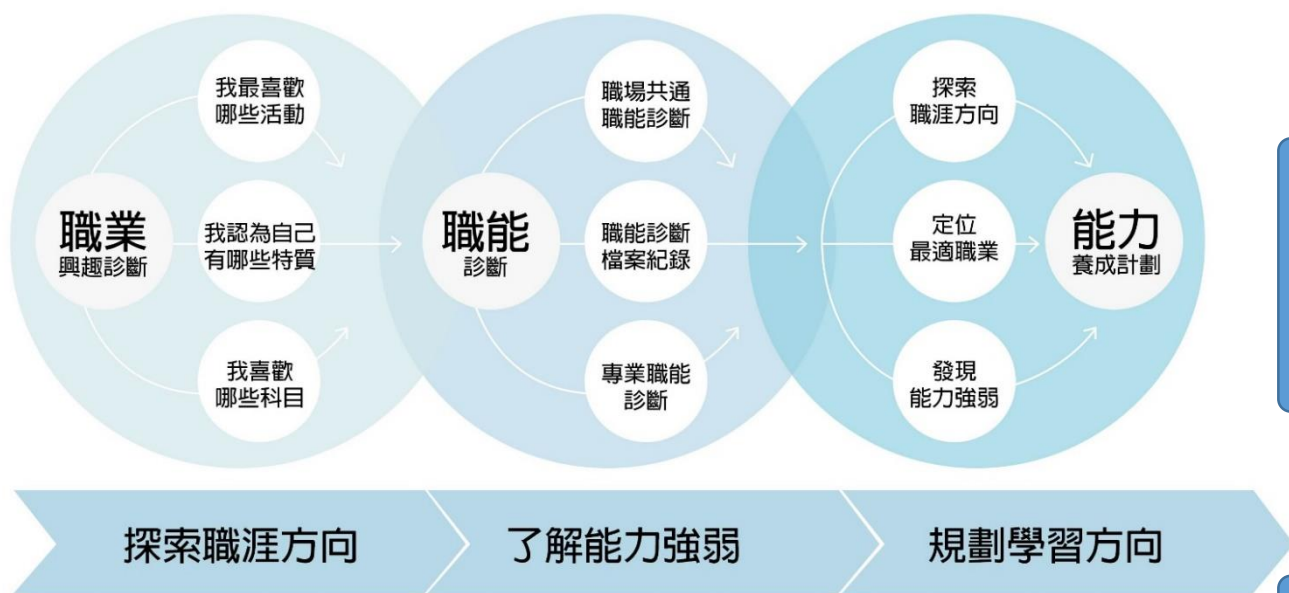 職業
興趣診斷
我最喜歡
哪些活動
我認為自己
有哪些特質
我喜歡
哪些科目
職能
診斷
職場共通
職能診斷
職能診斷
檔案紀錄
專業職能
診斷
探索
職涯方向
定位
最適職業
發現
能力強弱
能力
養成計劃
探索職涯方向
了解能力強弱
規劃學習方向